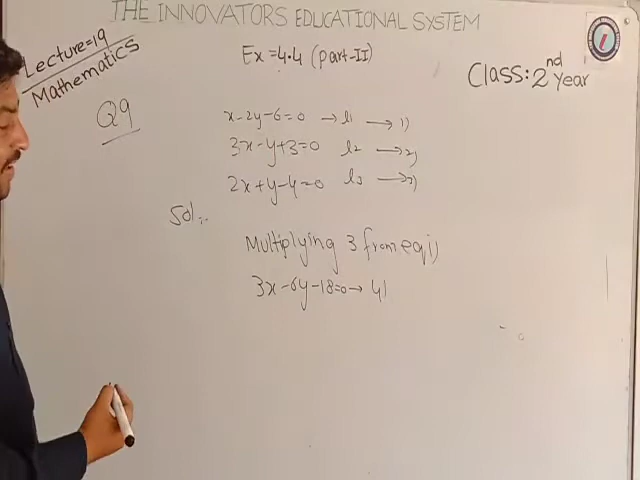 THE INNOVATORS EDUCATIONAL SYSTEM
Lecture=19
Mathematics
Ex=4.4 (Part-II)
Class: 2nd year
Q9
x-2y-6=0 → l1 → 1)
3x-y+3=0 l2 → 2)
2x+y-4=0 l3 → 3)
Sol:-
Multiplying 3 from eq 1)
3x-6y-18=0 → 4)